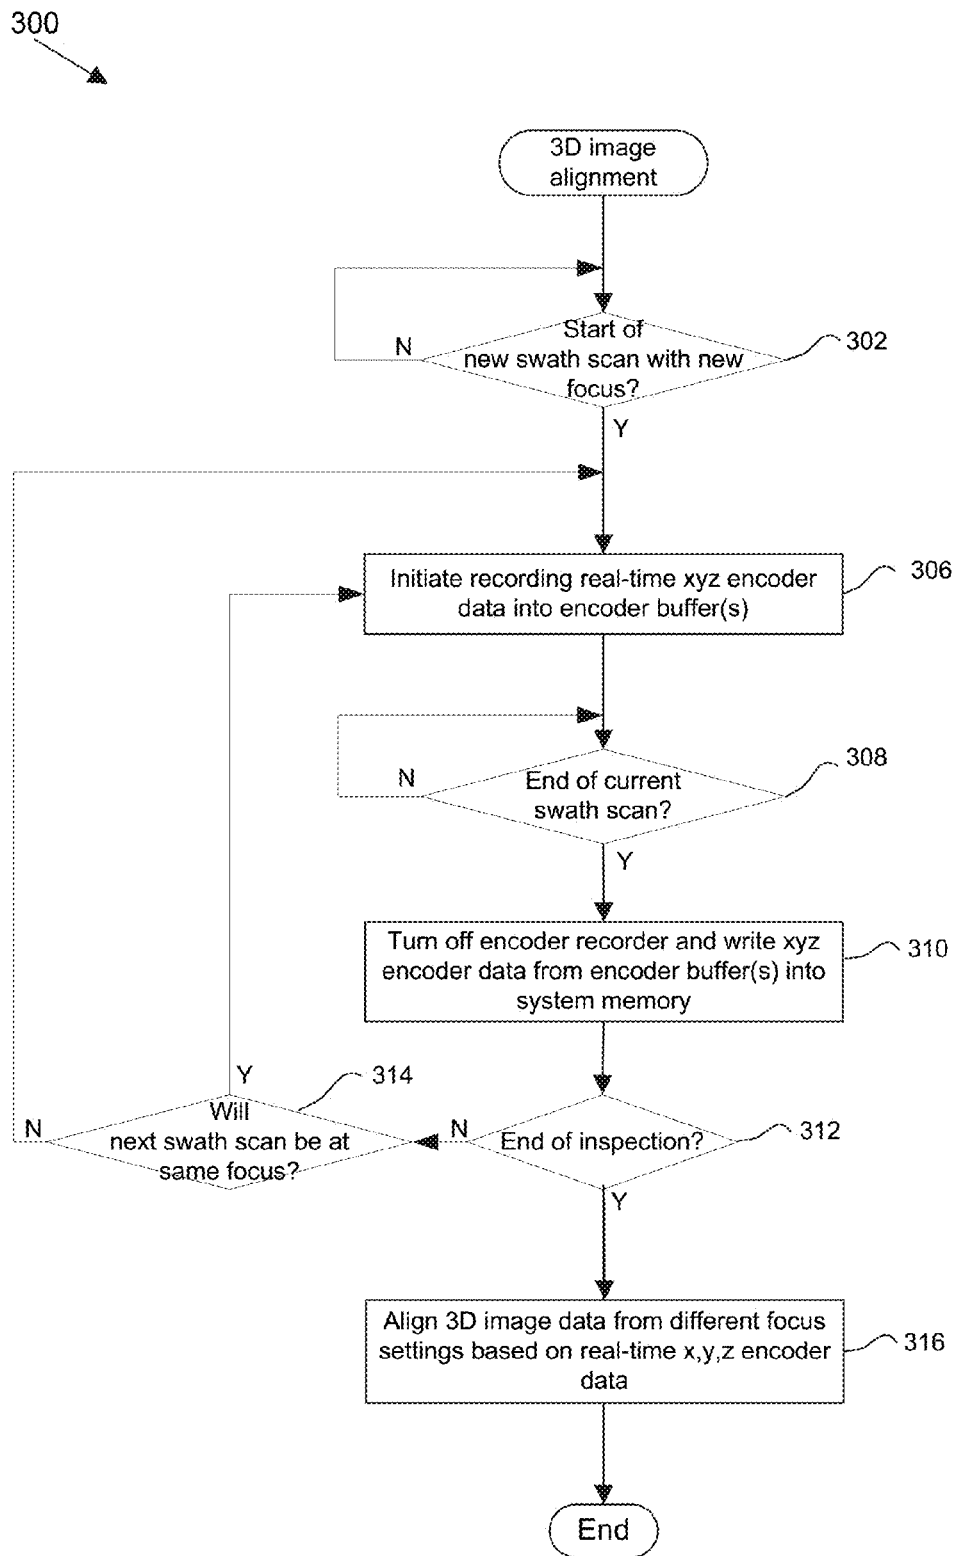 300
3D image
alignment
N
Start of
new swath scan with new
focus?
302
Y
Initiate recording real-time xyz encoder
data into encoder buffer(s)
306
N
End of current
swath scan?
308
Y
Turn off encoder recorder and write xyz
encoder data from encoder buffer(s) into
system memory
310
Y
314
N
Will
next swath scan be at
same focus?
N
End of inspection?
312
Y
Align 3D image data from different focus
settings based on real-time x,y,z encoder
data
316
End